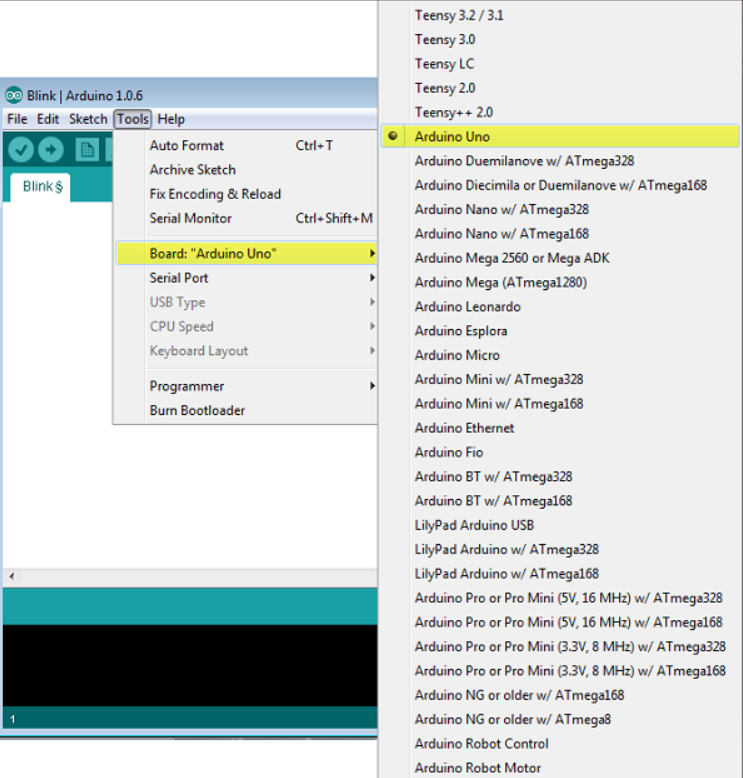 Blink | Arduino 1.0.6
File Edit Sketch Tools Help
Blink §
Auto Format Ctrl+T
Archive Sketch
Fix Encoding & Reload
Serial Monitor Ctrl+Shift+M
Board: "Arduino Uno"
Serial Port
USB Type
CPU Speed
Keyboard Layout
Programmer
Burn Bootloader
1
Teensy 3.2 / 3.1
Teensy 3.0
Teensy LC
Teensy 2.0
Teensy++ 2.0
Arduino Uno
Arduino Duemilanove w/ ATmega328
Arduino Diecimila or Duemilanove w/ ATmega168
Arduino Nano w/ ATmega328
Arduino Nano w/ ATmega168
Arduino Mega 2560 or Mega ADK
Arduino Mega (ATmega1280)
Arduino Leonardo
Arduino Esplora
Arduino Micro
Arduino Mini w/ ATmega328
Arduino Mini w/ ATmega168
Arduino Ethernet
Arduino Fio
Arduino BT w/ ATmega328
Arduino BT w/ ATmega168
LilyPad Arduino USB
LilyPad Arduino w/ ATmega328
LilyPad Arduino w/ ATmega168
Arduino Pro or Pro Mini (5V, 16 MHz) w/ ATmega328
Arduino Pro or Pro Mini (5V, 16 MHz) w/ ATmega168
Arduino Pro or Pro Mini (3.3V, 8 MHz) w/ ATmega328
Arduino Pro or Pro Mini (3.3V, 8 MHz) w/ ATmega168
Arduino NG or older w/ ATmega168
Arduino NG or older w/ ATmega8
Arduino Robot Control
Arduino Robot Motor